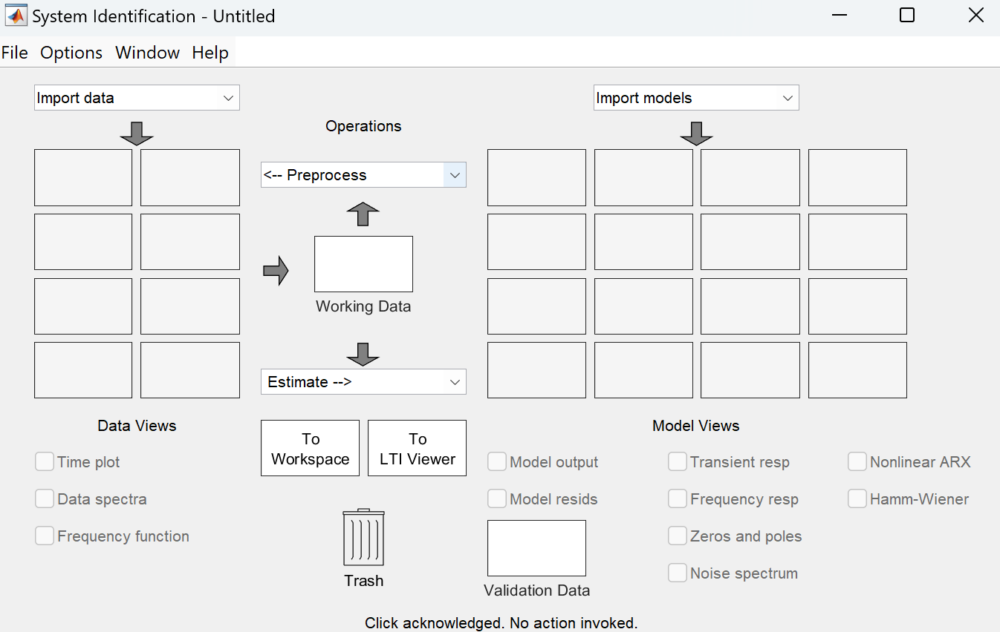 System Identification - Untitled
File Options Window Help
Import data
Import models
Operations
<-- Preprocess
Working Data
Estimate -->
Data Views
Model Views
To
Workspace
To
LTI Viewer
Time plot
Data spectra
Frequency function
Model output
Model resids
Transient resp
Frequency resp
Zeros and poles
Noise spectrum
Nonlinear ARX
Hamm-Wiener
Trash
Validation Data
Click acknowledged. No action invoked.